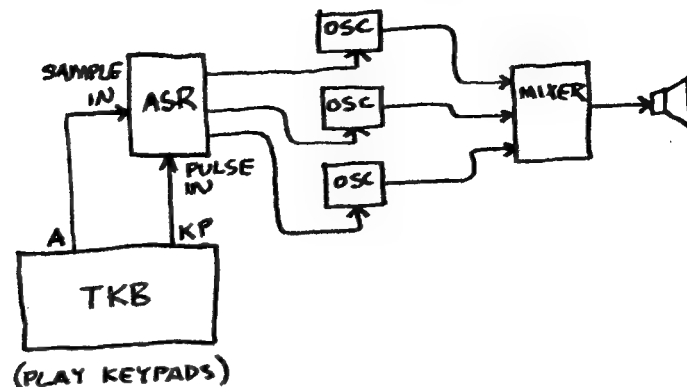 OSC
SAMPLE
IN
ASR
MIXER
OSC
PULSE
IN
OSC
A
KP
TKB
(PLAY KEYPADS)